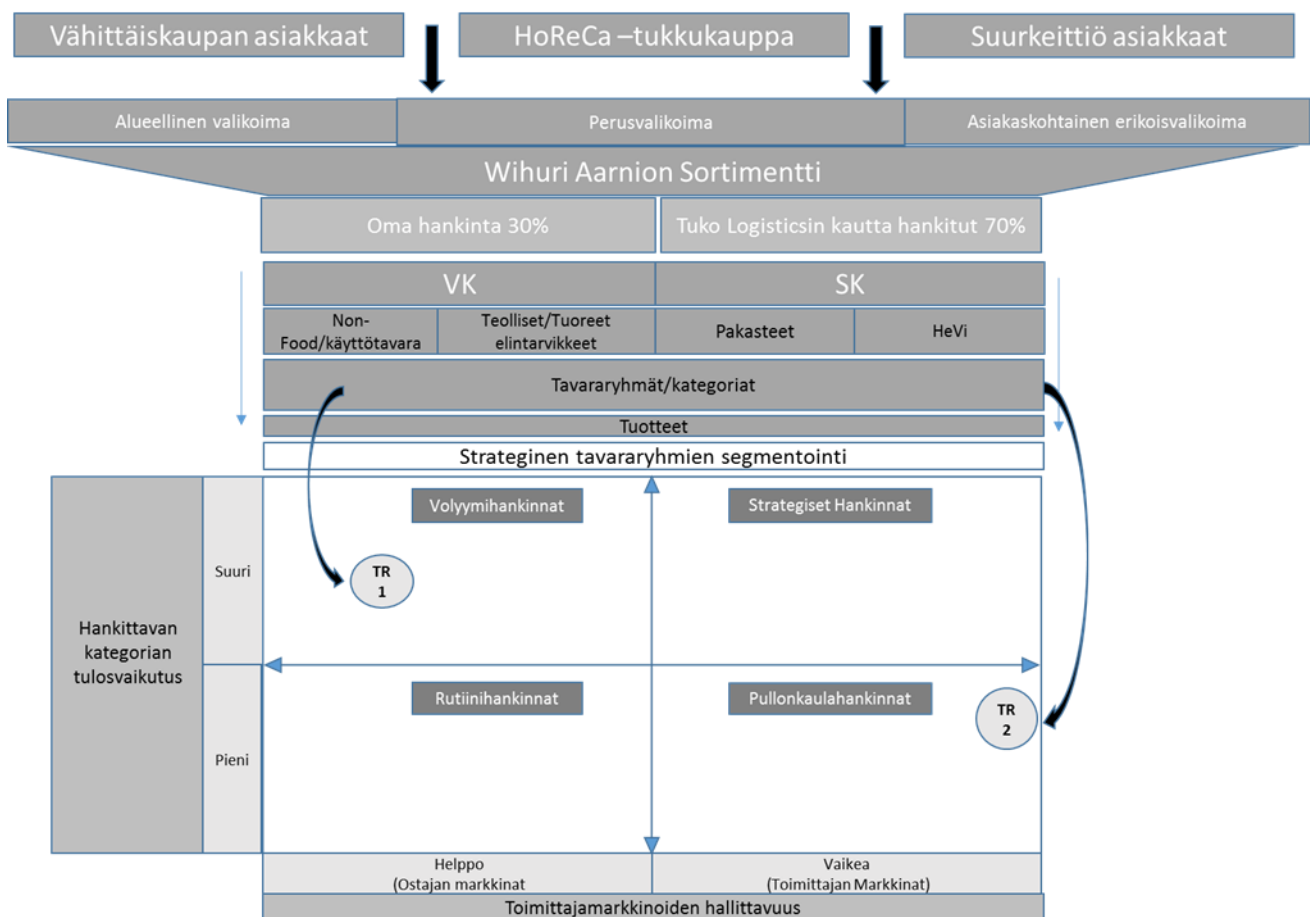 Vähittäiskaupan asiakkaat
HoReCa –tukkukauppa
Suurkeittiö asiakkaat
Alueellinen valikoima
Perusvalikoima
Asiakaskohtainen erikoisvalikoima
Wihuri Aarnion Sortimentti
Oma hankinta 30%
Tuko Logisticsin kautta hankitut 70%
VK
SK
Non-
Food/käyttötavara
Teolliset/Tuoreet
elintarvikkeet
Pakasteet
HeVi
Tavararyhmät/kategoriat
Tuotteet
Strateginen tavararyhmien segmentointi
Volyymihankinnat
Strategiset Hankinnat
Suuri
TR
1
Hankittavan
kategorian
tulosvaikutus
Rutiinihankinnat
Pullonkaulahankinnat
TR
2
Pieni
Helppo
(Ostajan markkinat
Vaikea
(Toimittajan Markkinat)
Toimittajamarkkinoiden hallittavuus